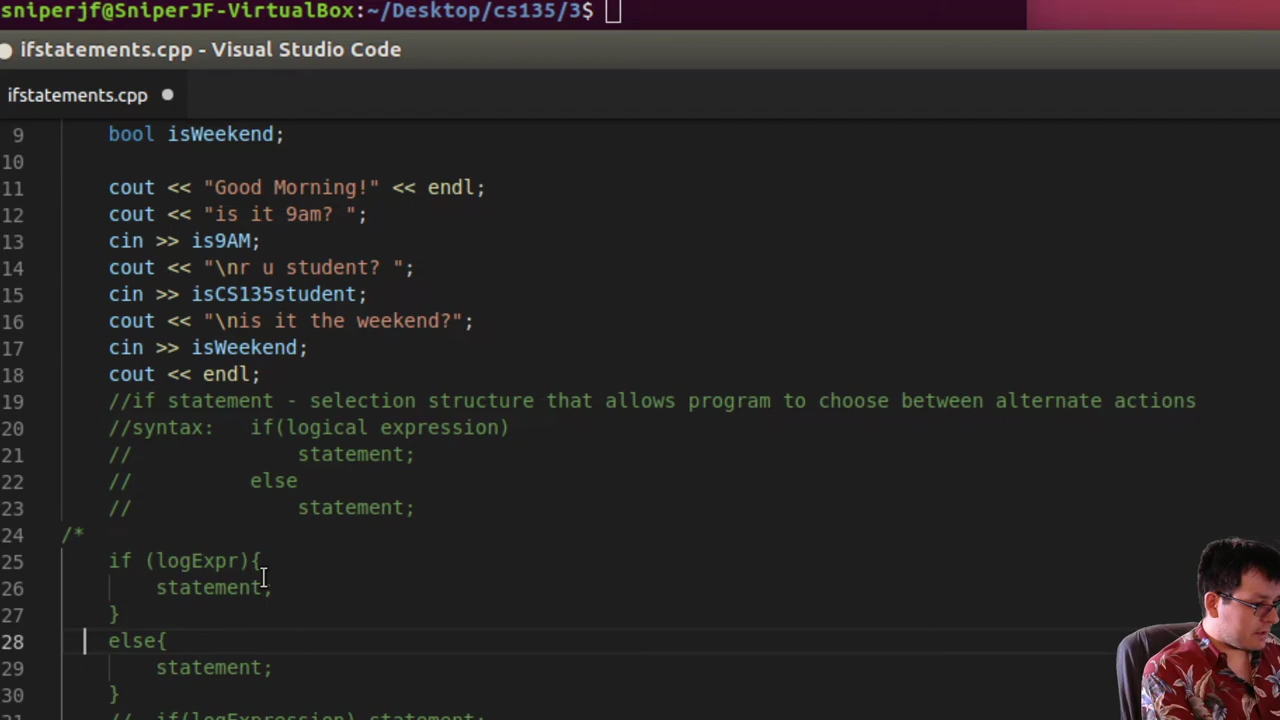 sniperjf@SniperJF-VirtualBox:~/Desktop/cs135/3$
ifstatements.cpp - Visual Studio Code
ifstatements.cpp
9 bool isWeekend;
10
11 cout << "Good Morning!" << endl;
12 cout << "is it 9am? ";
13 cin >> is9AM;
14 cout << "\nr u student? ";
15 cin >> isCS135student;
16 cout << "\nis it the weekend?";
17 cin >> isWeekend;
18 cout << endl;
19 //if statement - selection structure that allows program to choose between alternate actions
20 //syntax: if(logical expression)
21 // statement;
22 // else
23 // statement;
24 /*
25 if (logExpr){
26 statement;
27 }
28 else{
29 statement;
30 }
// if(logExpression) statement;